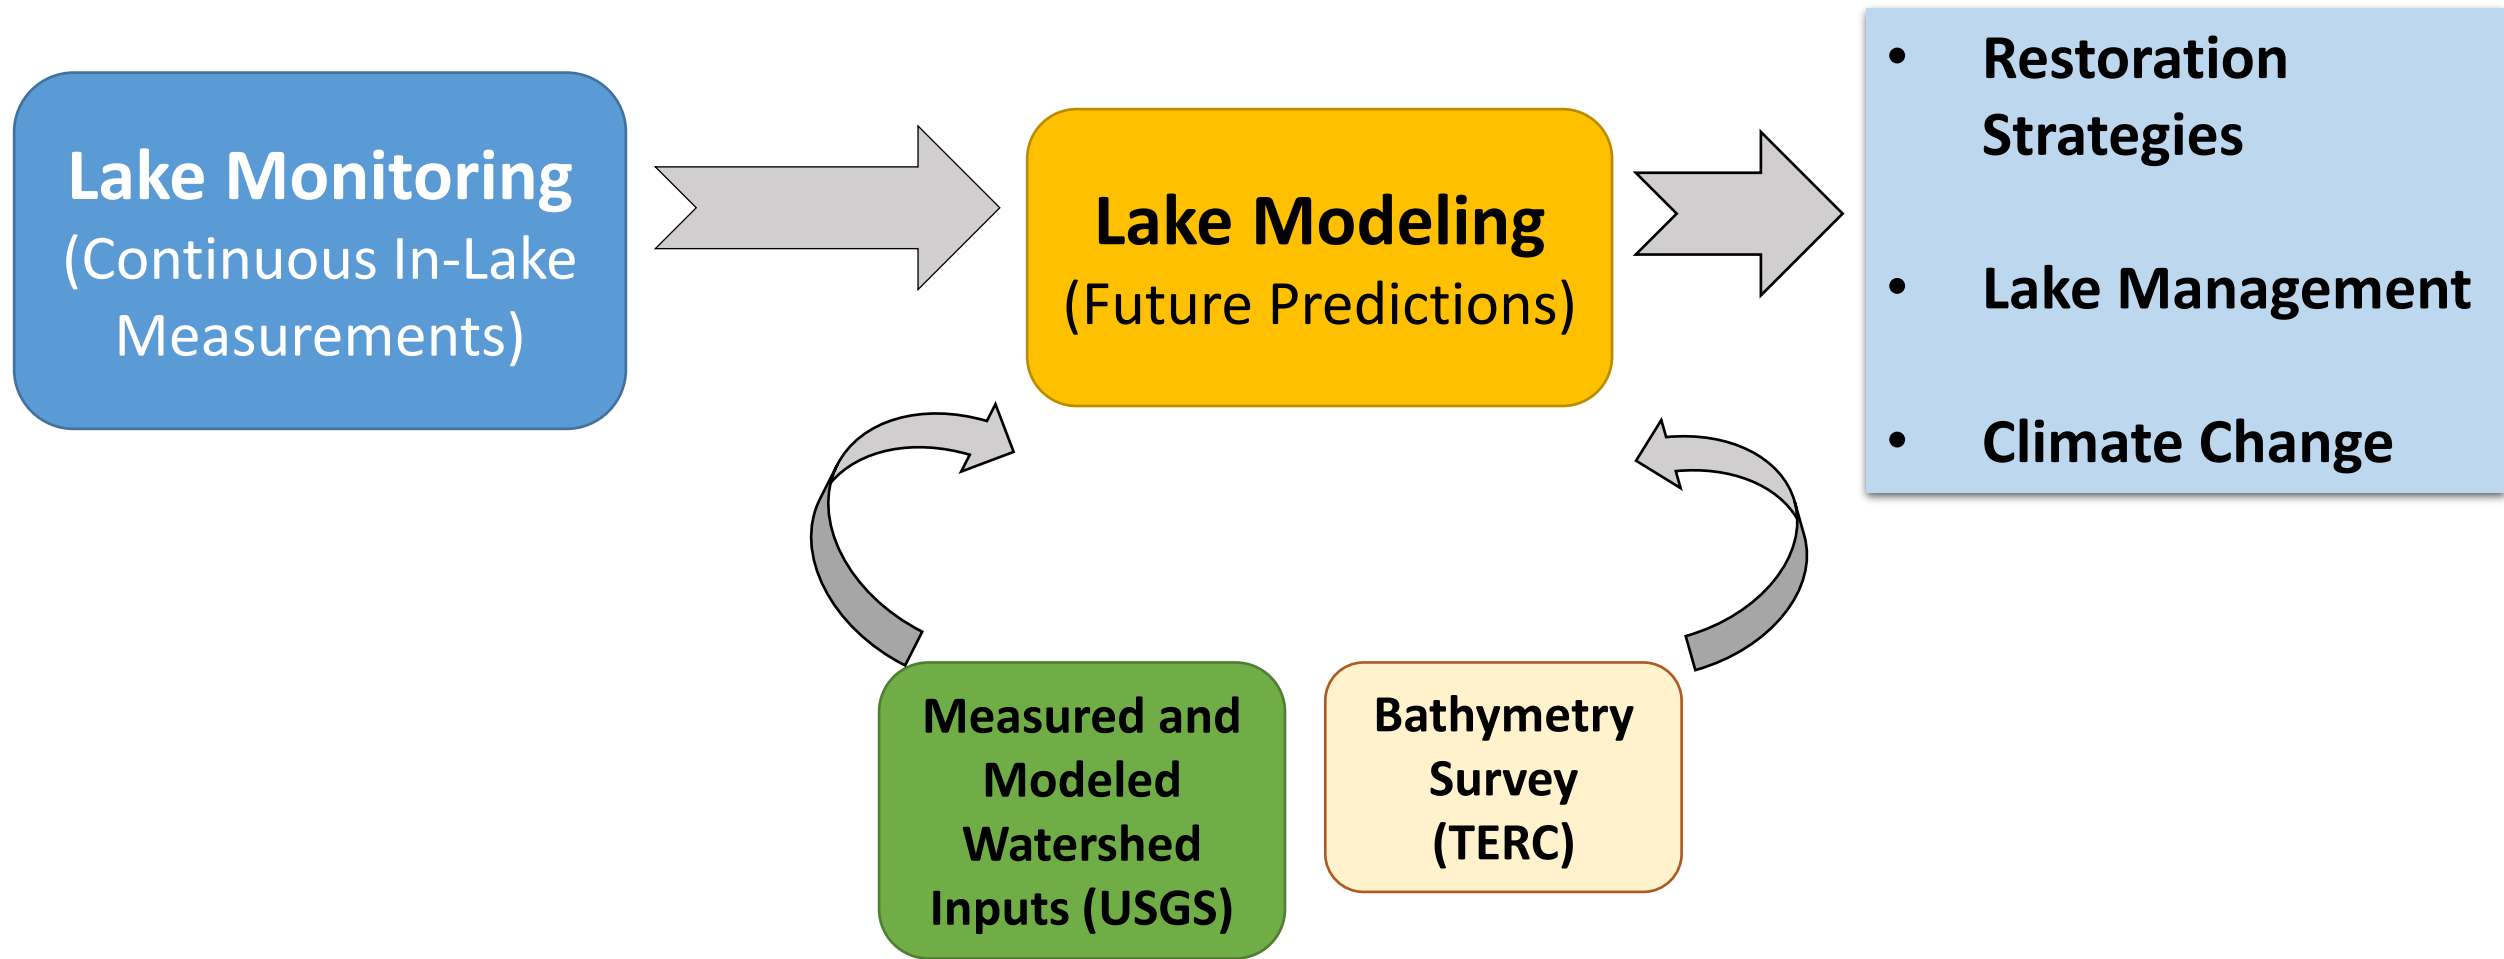 Lake Monitoring
(Continuous In-Lake
Measurements)
Lake Modeling
(Future Predictions)
• Restoration
Strategies
• Lake Management
• Climate Change
Measured and
Modeled
Watershed
Inputs (USGS)
Bathymetry
Survey
(TERC)